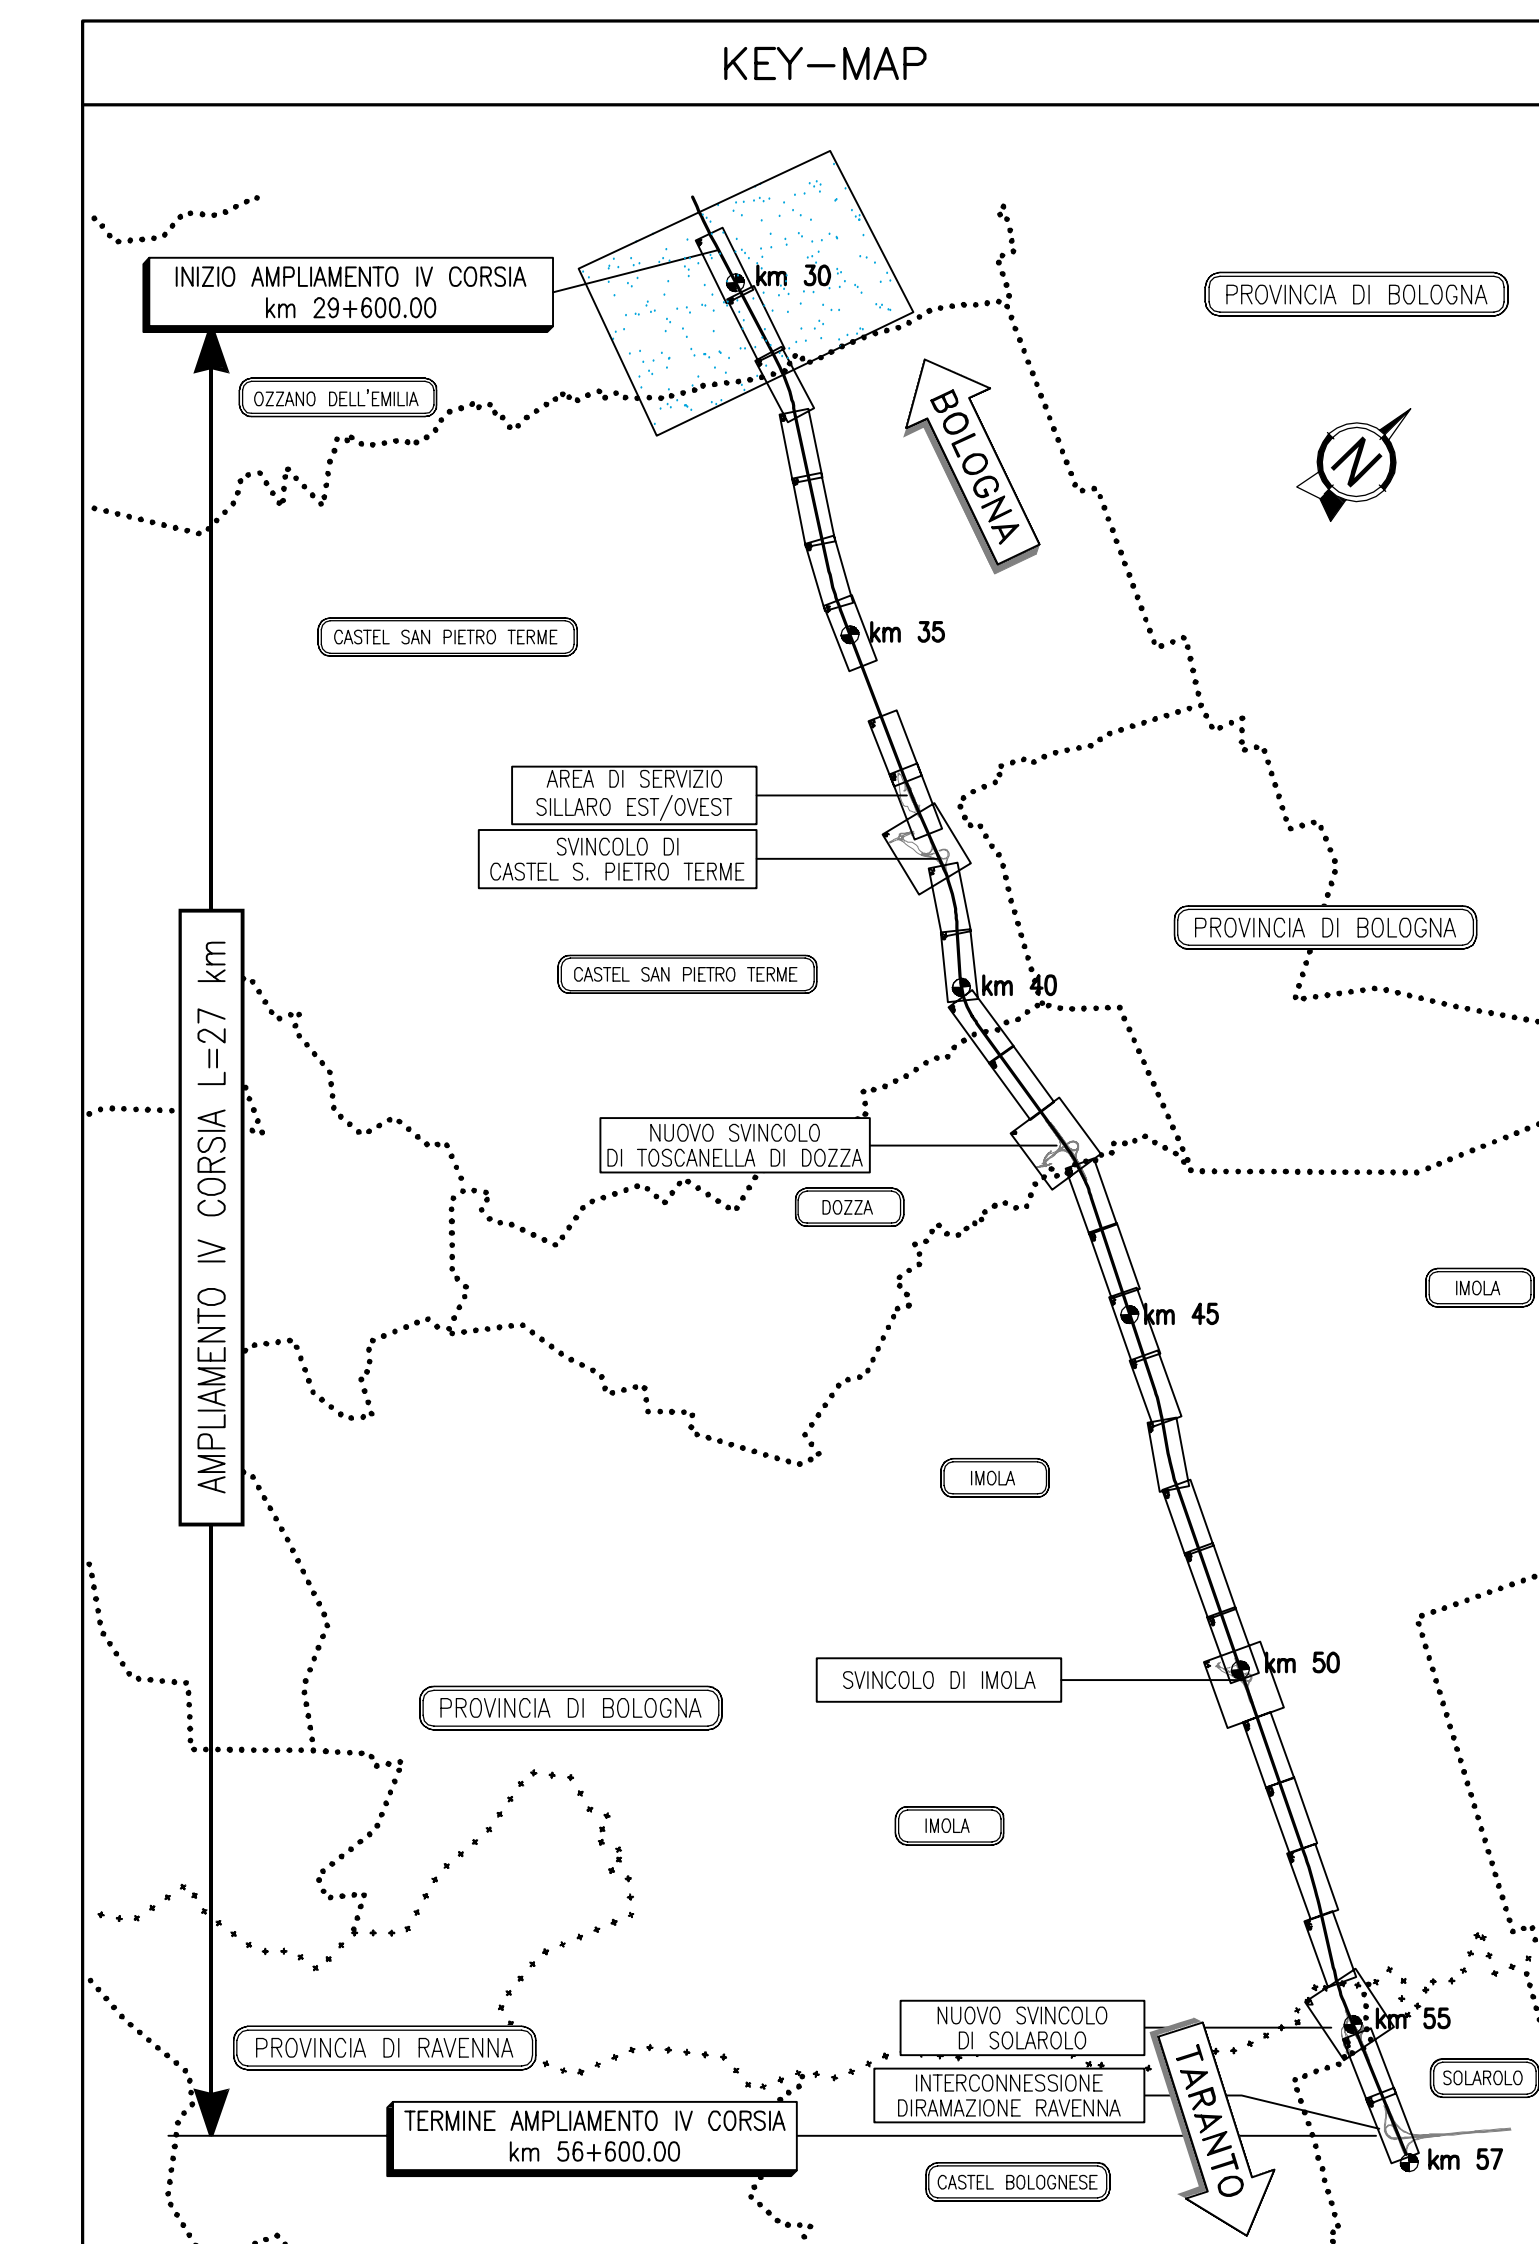 KEY-MAP
INIZIO AMPLIAMENTO IV CORSIA
km 29+600.00
km 30
PROVINCIA DI BOLOGNA
OZZANO DELL'EMILIA
BOLOGNA
N
CASTEL SAN PIETRO TERME
km 35
AREA DI SERVIZIO
SILLARO EST/OVEST
SVINCOLO DI
CASTEL S. PIETRO TERME
PROVINCIA DI BOLOGNA
CASTEL SAN PIETRO TERME
km 40
AMPLIAMENTO IV CORSIA L=27 km
NUOVO SVINCOLO
DI TOSCANELLA DI DOZZA
DOZZA
IMOLA
km 45
IMOLA
km 50
SVINCOLO DI IMOLA
PROVINCIA DI BOLOGNA
IMOLA
NUOVO SVINCOLO
DI SOLAROLO
km 55
PROVINCIA DI RAVENNA
SOLAROLO
INTERCONNESSIONE
DIRAMAZIONE RAVENNA
TARANTO
TERMINE AMPLIAMENTO IV CORSIA
km 56+600.00
km 57
CASTEL BOLOGNESE